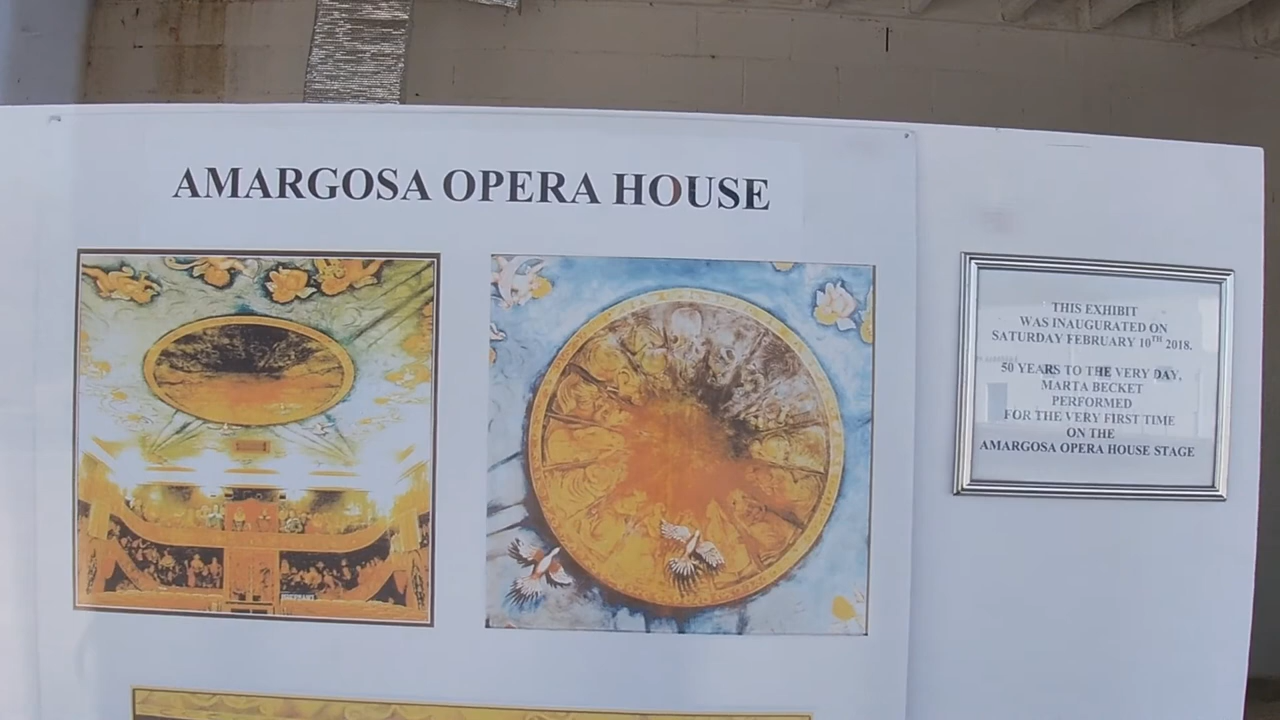 AMARGOSA OPERA HOUSE
THIS EXHIBIT
WAS INAUGURATED ON
SATURDAY FEBRUARY 10TH 2018.
50 YEARS TO THE VERY DAY,
MARTA BECKET
PERFORMED
FOR THE VERY FIRST TIME
ON THE
AMARGOSA OPERA HOUSE STAGE